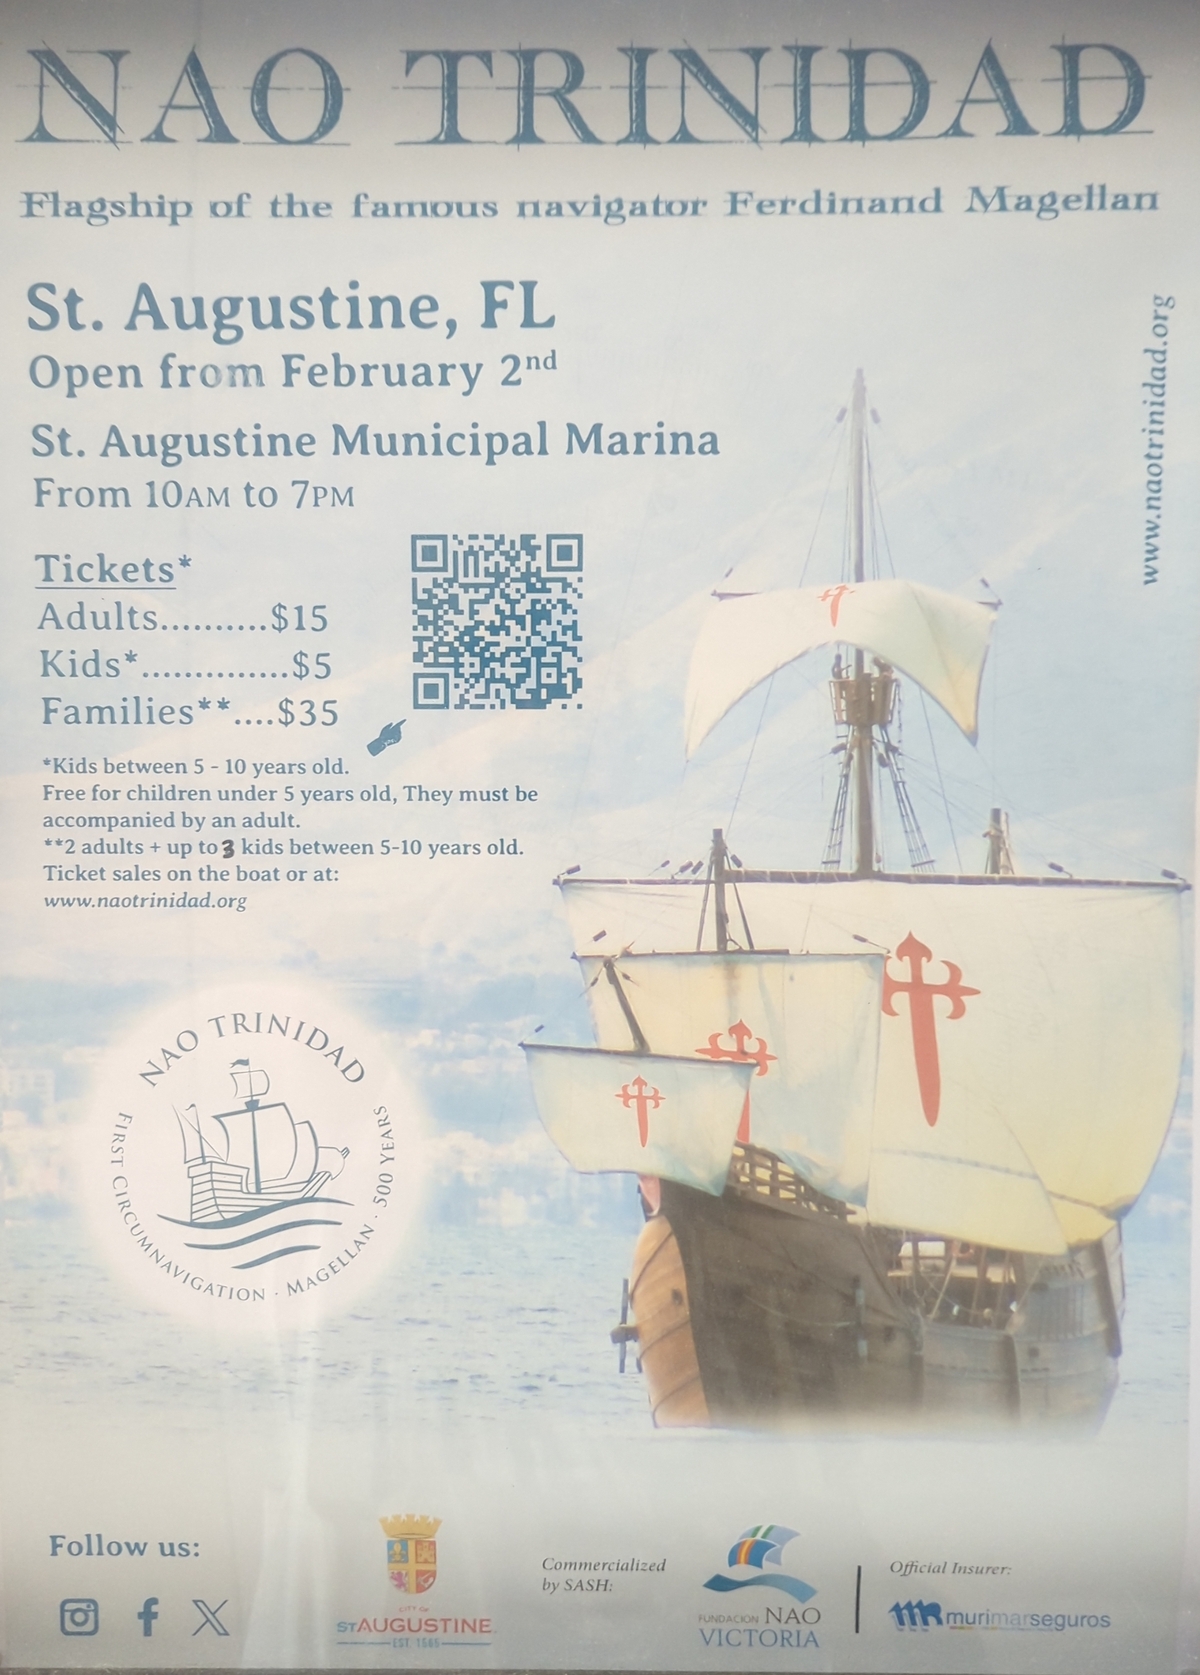 NAO TRINIDAD
Flagship of the famous navigator Ferdinand Magellan
St. Augustine, FL
Open from February 2nd
St. Augustine Municipal Marina
From 10AM to 7PM
www.naotrinidad.org
Tickets*
Adults..........$15
Kids*..............$5
Families**....$35
*Kids between 5 - 10 years old.
Free for children under 5 years old, They must be
accompanied by an adult.
**2 adults + up to 3 kids between 5-10 years old.
Ticket sales on the boat or at:
www.naotrinidad.org
NAO TRINIDAD
FIRST CIRCUMNAVIGATION · MAGELLAN · 500 YEARS
Follow us:
CITY OF
ST AUGUSTINE
EST. 1565
Commercialized
by SASH:
FUNDACIÓN NAO
VICTORIA
Official Insurer:
murimarseguros